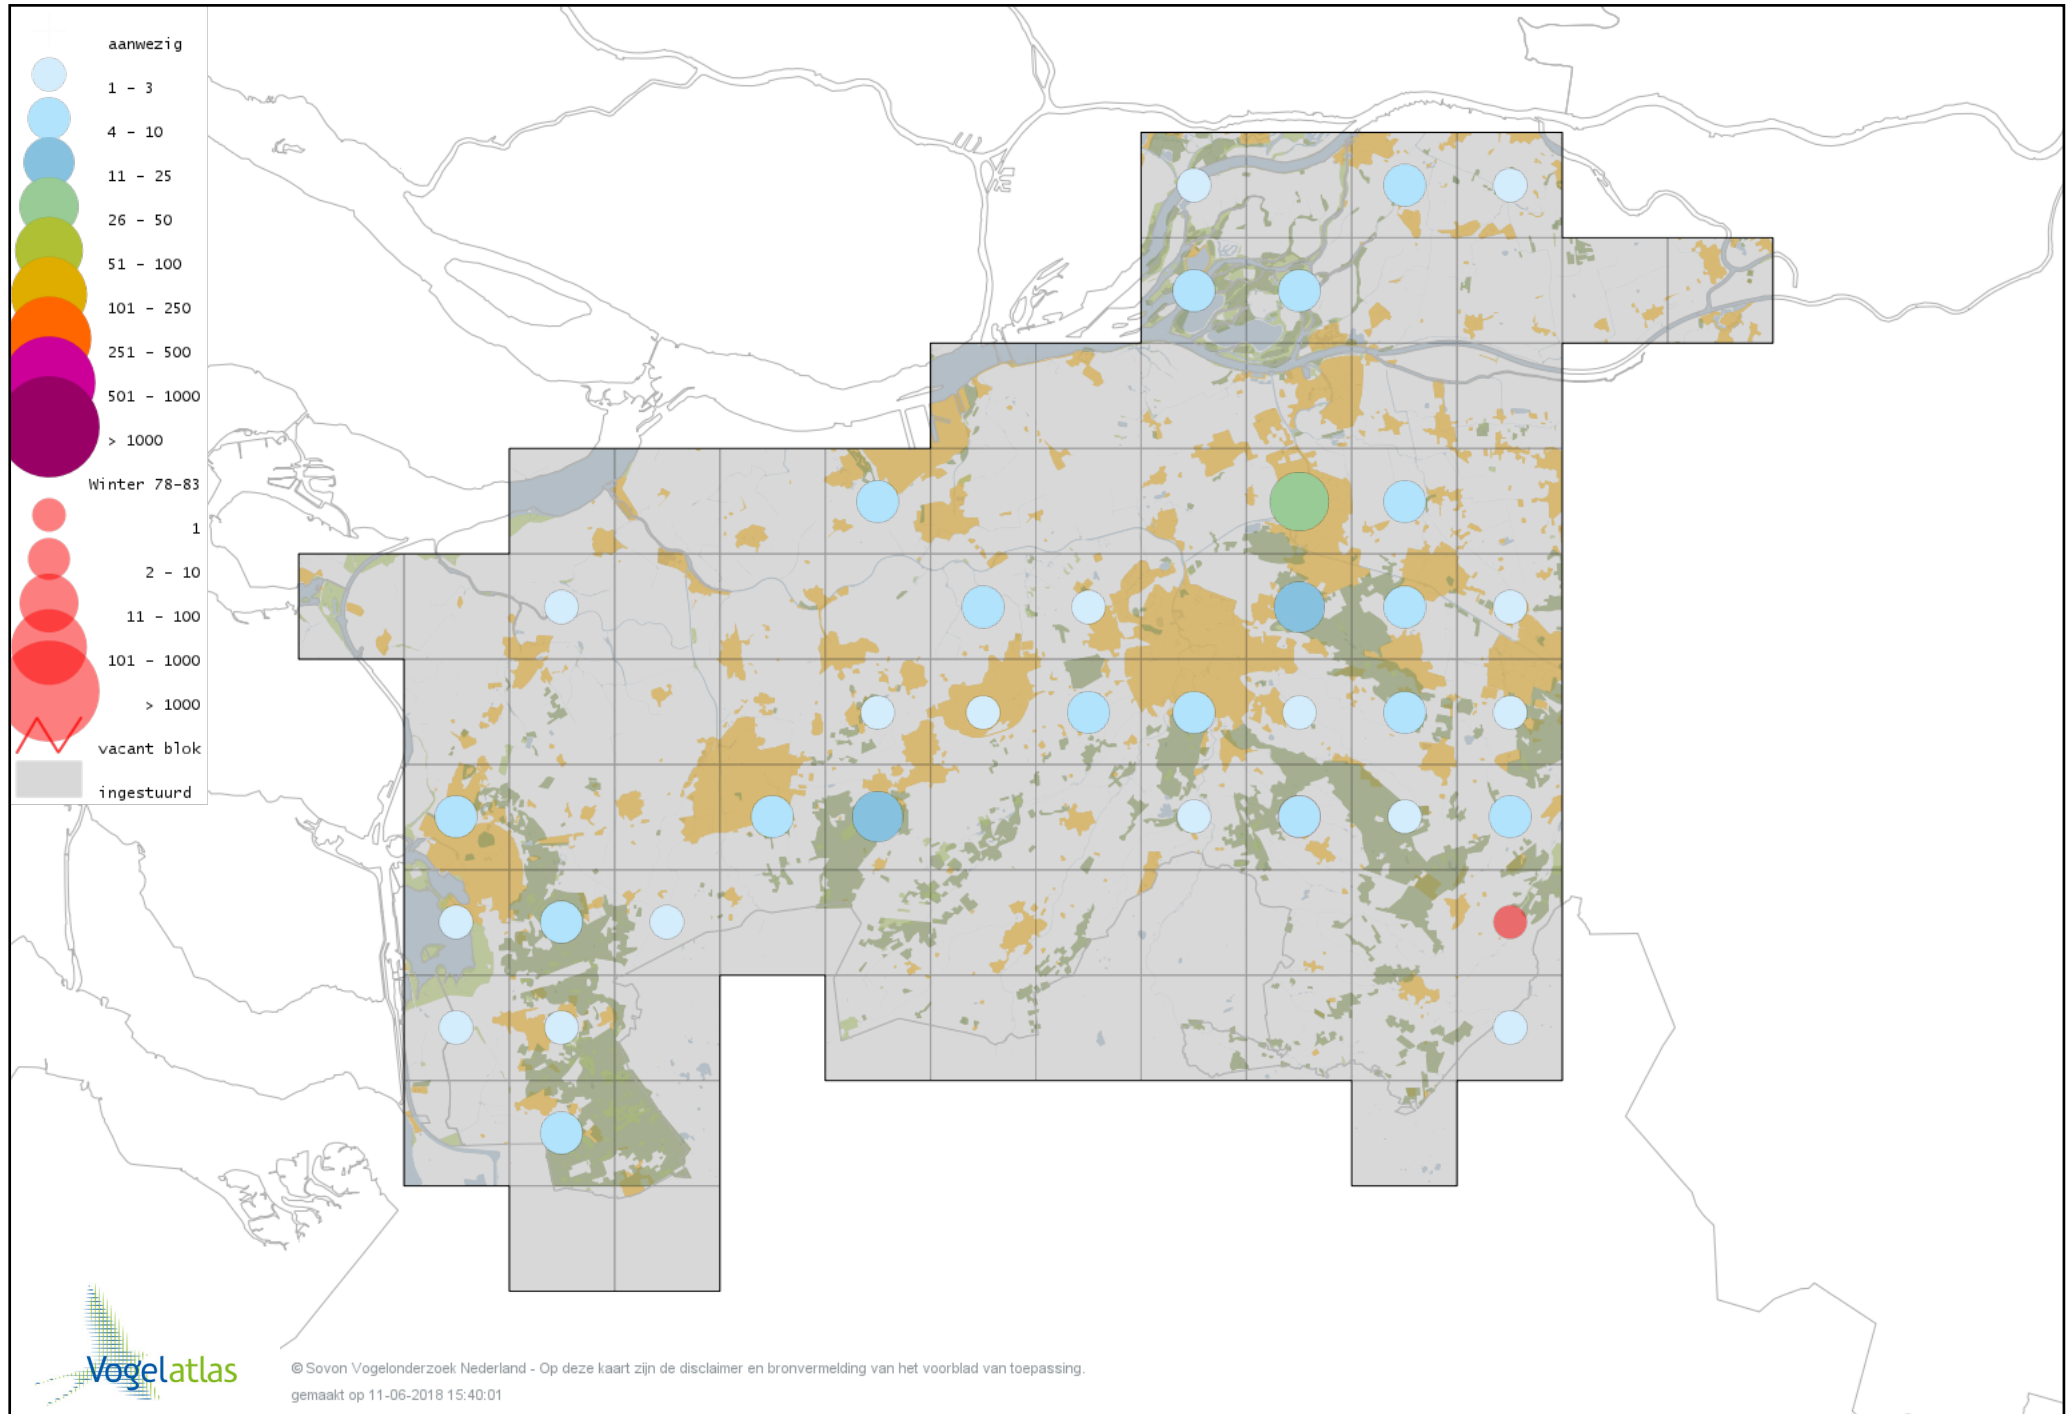 aanwezig
1 – 3
4 – 10
11 – 25
26 – 50
51 – 100
101 – 250
251 – 500
501 – 1000
> 1000
Winter 78-83
1
2 – 10
11 – 100
101 – 1000
> 1000
vacant blok
ingestuurd
Vogelatlas
© Sovon Vogelonderzoek Nederland - Op deze kaart zijn de disclaimer en bronvermelding van het voorblad van toepassing.
gemaakt op 11-06-2018 15:40:01